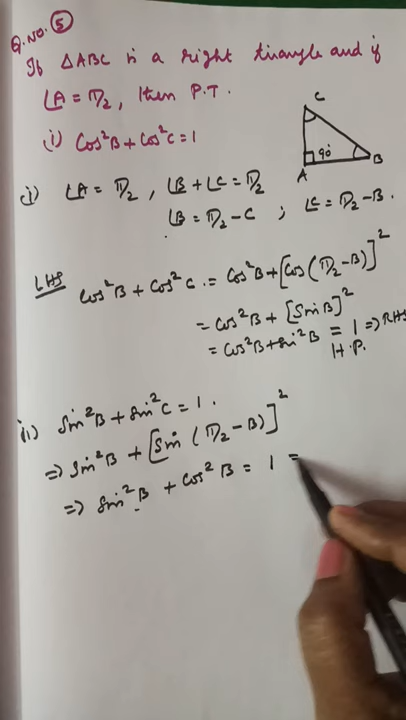 Q.NO. 5
If △ABC is a right triangle and if
∠A = π/2, then P.T.
(i) Cos²B + Cos²C = 1
C
90°
A
B
(i) ∠A = π/2 , ∠B + ∠C = π/2
∠B = π/2 - C ; ∠C = π/2 - B.
LHS
Cos²B + Cos²C. = Cos²B + [Cos(π/2 - B)]²
= Cos²B + [Sin B]²
= Cos²B + Sin²B = 1 => RHS
H.P.
(ii) Sin²B + Sin²C = 1.
=> Sin²B + [Sin (π/2 - B)]²
=> Sin²B + Cos²B = 1 =